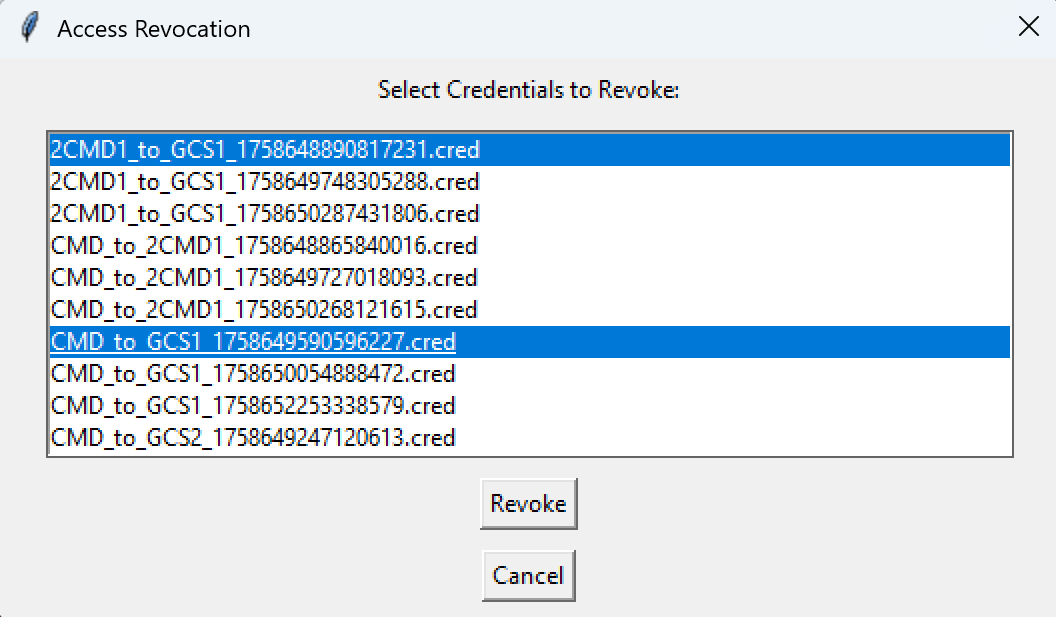 Access Revocation
Select Credentials to Revoke:
2CMD1_to_GCS1_1758648890817231.cred
2CMD1_to_GCS1_1758649748305288.cred
2CMD1_to_GCS1_1758650287431806.cred
CMD_to_2CMD1_1758648865840016.cred
CMD_to_2CMD1_1758649727018093.cred
CMD_to_2CMD1_1758650268121615.cred
CMD_to_GCS1_1758649590596227.cred
CMD_to_GCS1_1758650054888472.cred
CMD_to_GCS1_1758652253338579.cred
CMD_to_GCS2_1758649247120613.cred
Revoke
Cancel